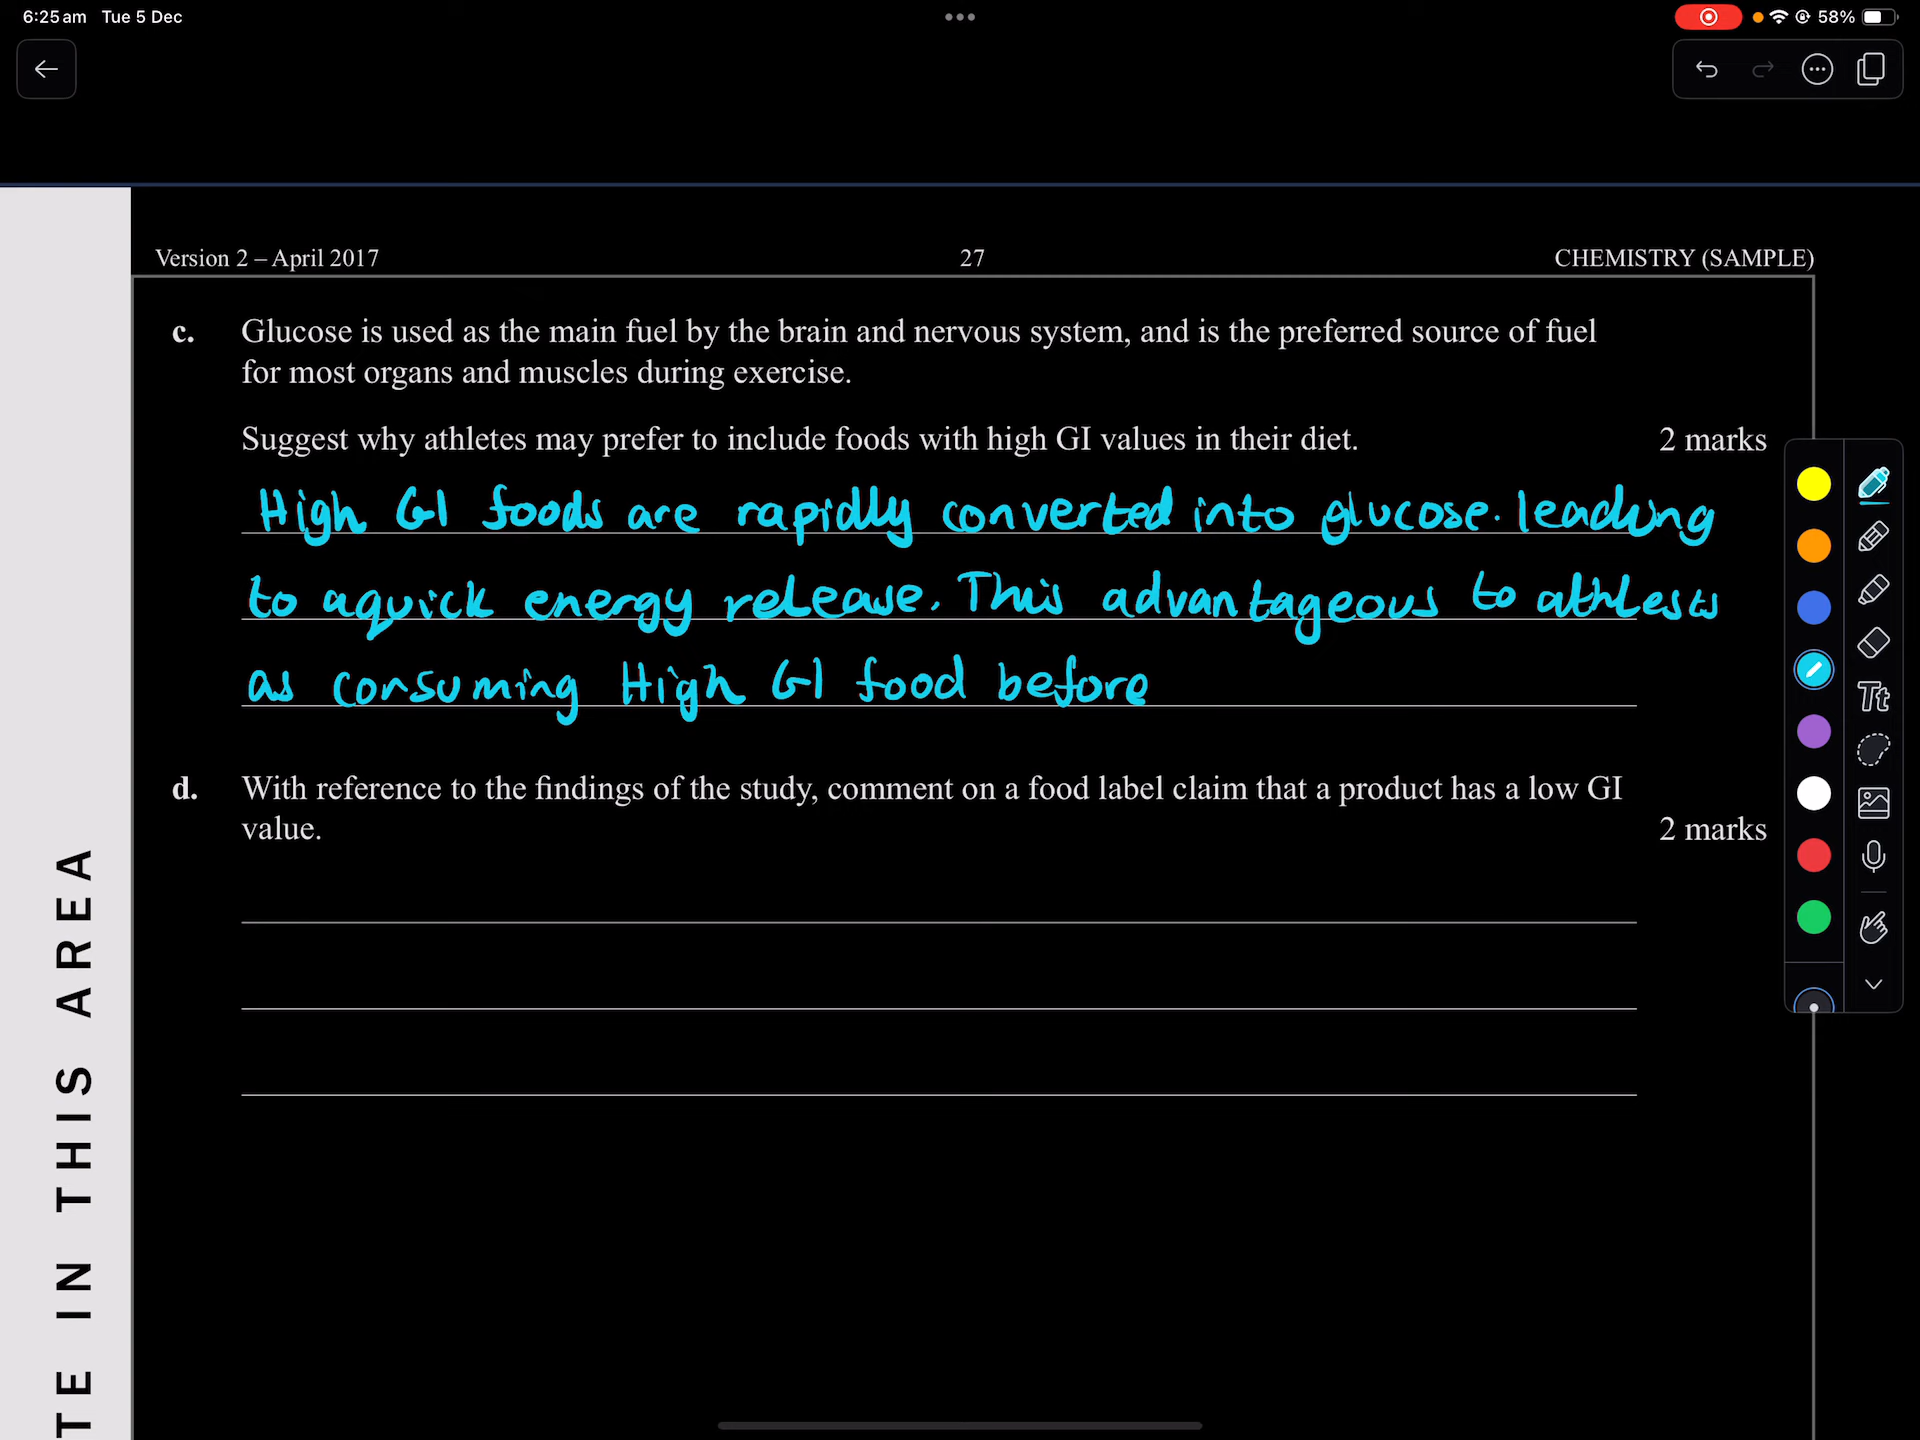 6:25 am Tue 5 Dec
58%
Version 2 – April 2017 27 CHEMISTRY (SAMPLE)
c. Glucose is used as the main fuel by the brain and nervous system, and is the preferred source of fuel
for most organs and muscles during exercise.
Suggest why athletes may prefer to include foods with high GI values in their diet. 2 marks
High GI foods are rapidly converted into glucose. leading
to a quick energy release. This advantageous to athlests
as consuming High GI food before
d. With reference to the findings of the study, comment on a food label claim that a product has a low GI
value. 2 marks
TE IN THIS AREA
Tt